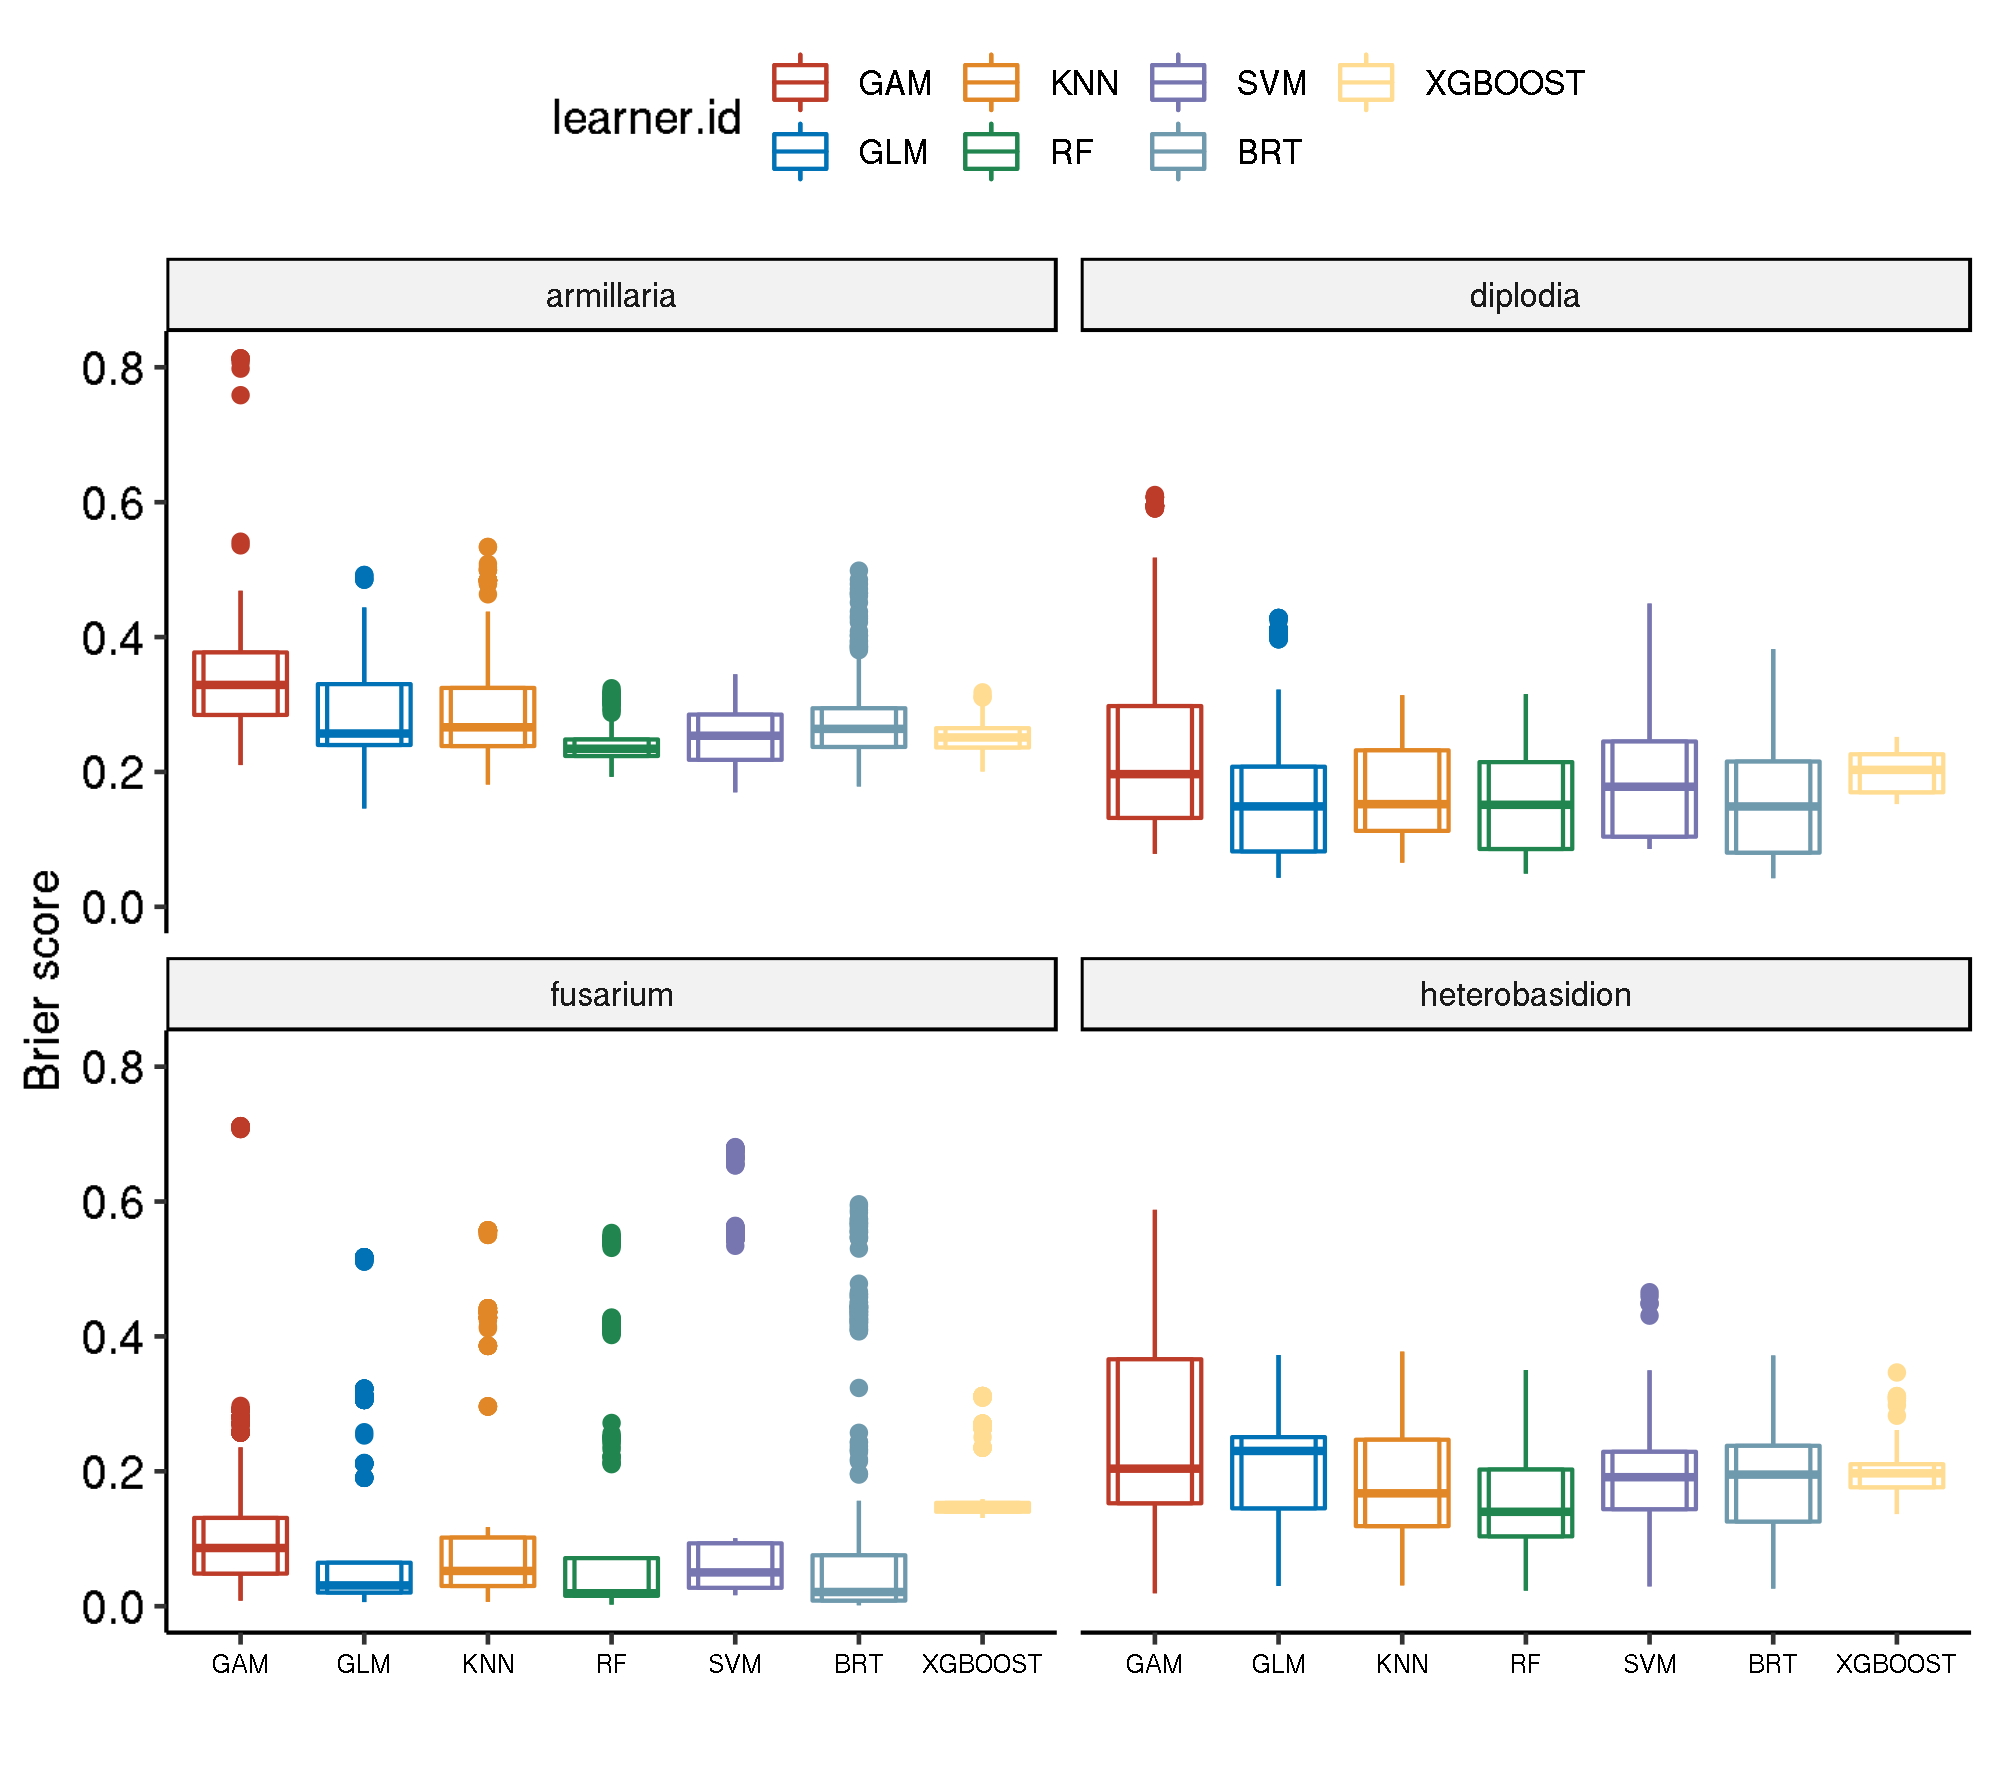 learner.id
GAM KNN SVM XGBOOST
GLM RF BRT
armillaria diplodia
0.8
0.6
0.4
0.2
0.0
Brier score
fusarium heterobasidion
0.8
0.6
0.4
0.2
0.0
GAM GLM KNN RF SVM BRT XGBOOST GAM GLM KNN RF SVM BRT XGBOOST